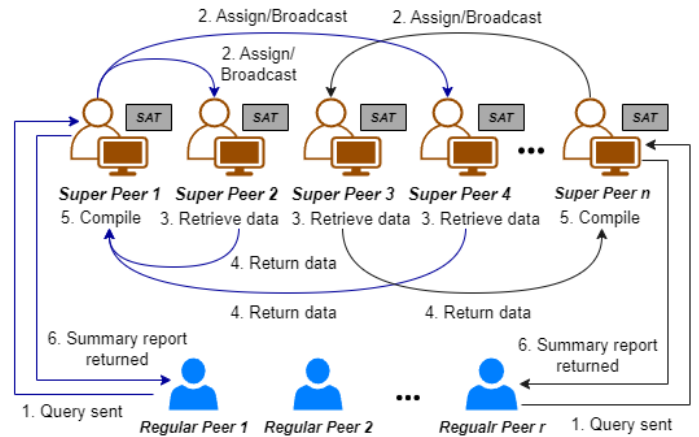 2. Assign/Broadcast
2. Assign/Broadcast
2. Assign/
Broadcast
SAT
SAT
SAT
SAT
SAT
•••
Super Peer 1
Super Peer 2
Super Peer 3
Super Peer 4
Super Peer n
5. Compile
3. Retrieve data
3. Retrieve data
3. Retrieve data
5. Compile
4. Return data
4. Return data
4. Return data
6. Summary report
returned
6. Summary report
returned
•••
1. Query sent
Regular Peer 1
Regular Peer 2
Regualr Peer r
1. Query sent